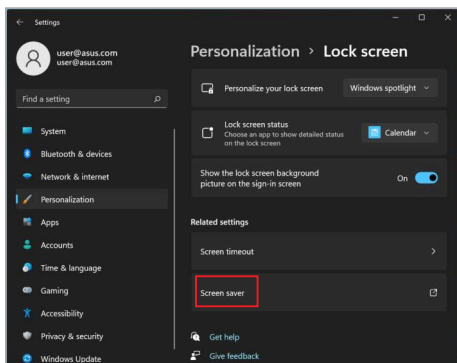 Settings
user@asus.com
user@asus.com
Find a setting
System
Bluetooth & devices
Network & internet
Personalization
Apps
Accounts
Time & language
Gaming
Accessibility
Privacy & security
Windows Update
Personalization > Lock screen
Personalize your lock screen
Windows spotlight
Lock screen status
Choose an app to show detailed status
on the lock screen
Calendar
Show the lock screen background
picture on the sign-in screen
On
Related settings
Screen timeout
Screen saver
Get help
Give feedback